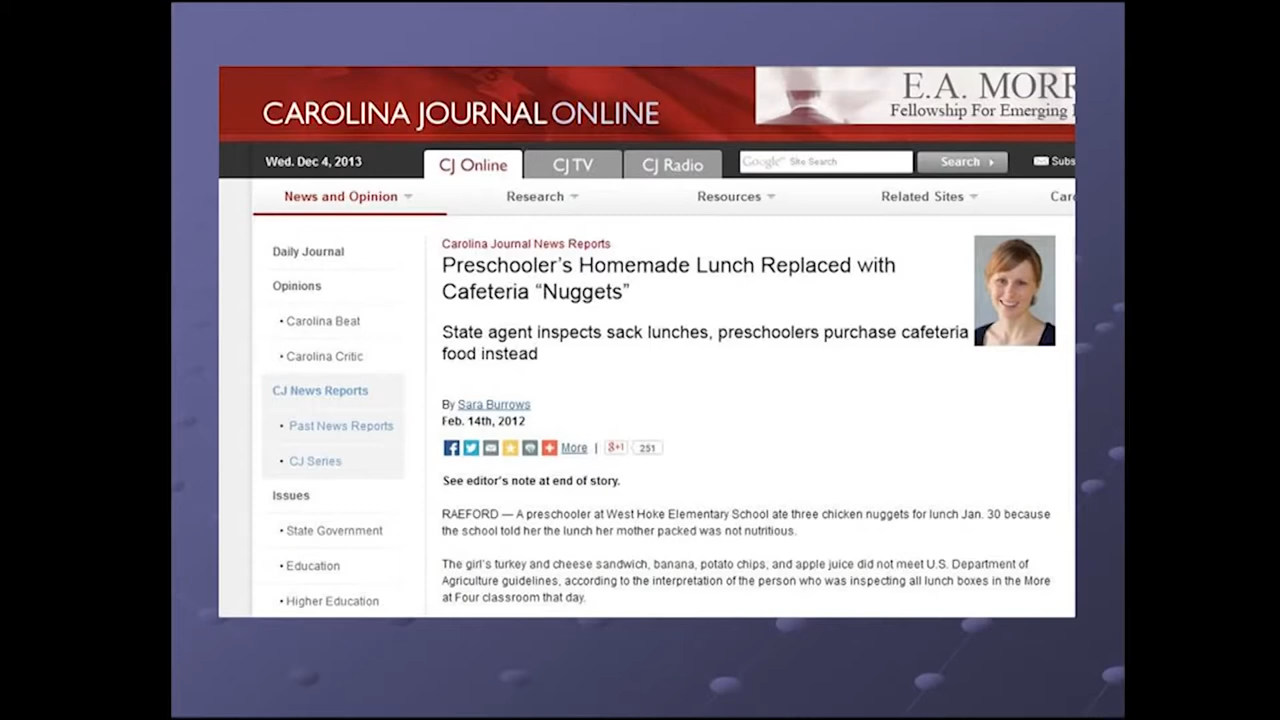 CAROLINA JOURNAL ONLINE
E.A. MORR
Fellowship For Emerging
Wed. Dec 4, 2013
CJ Online
CJ TV
CJ Radio
Google™ Site Search
Search
Subs
News and Opinion
Research
Resources
Related Sites
Caro
Daily Journal
Opinions
• Carolina Beat
• Carolina Critic
CJ News Reports
• Past News Reports
• CJ Series
Issues
• State Government
• Education
• Higher Education
Carolina Journal News Reports
Preschooler's Homemade Lunch Replaced with
Cafeteria “Nuggets”
State agent inspects sack lunches, preschoolers purchase cafeteria
food instead
By Sara Burrows
Feb. 14th, 2012
More | g+1 251
See editor's note at end of story.
RAEFORD — A preschooler at West Hoke Elementary School ate three chicken nuggets for lunch Jan. 30 because
the school told her the lunch her mother packed was not nutritious.
The girl's turkey and cheese sandwich, banana, potato chips, and apple juice did not meet U.S. Department of
Agriculture guidelines, according to the interpretation of the person who was inspecting all lunch boxes in the More
at Four classroom that day.